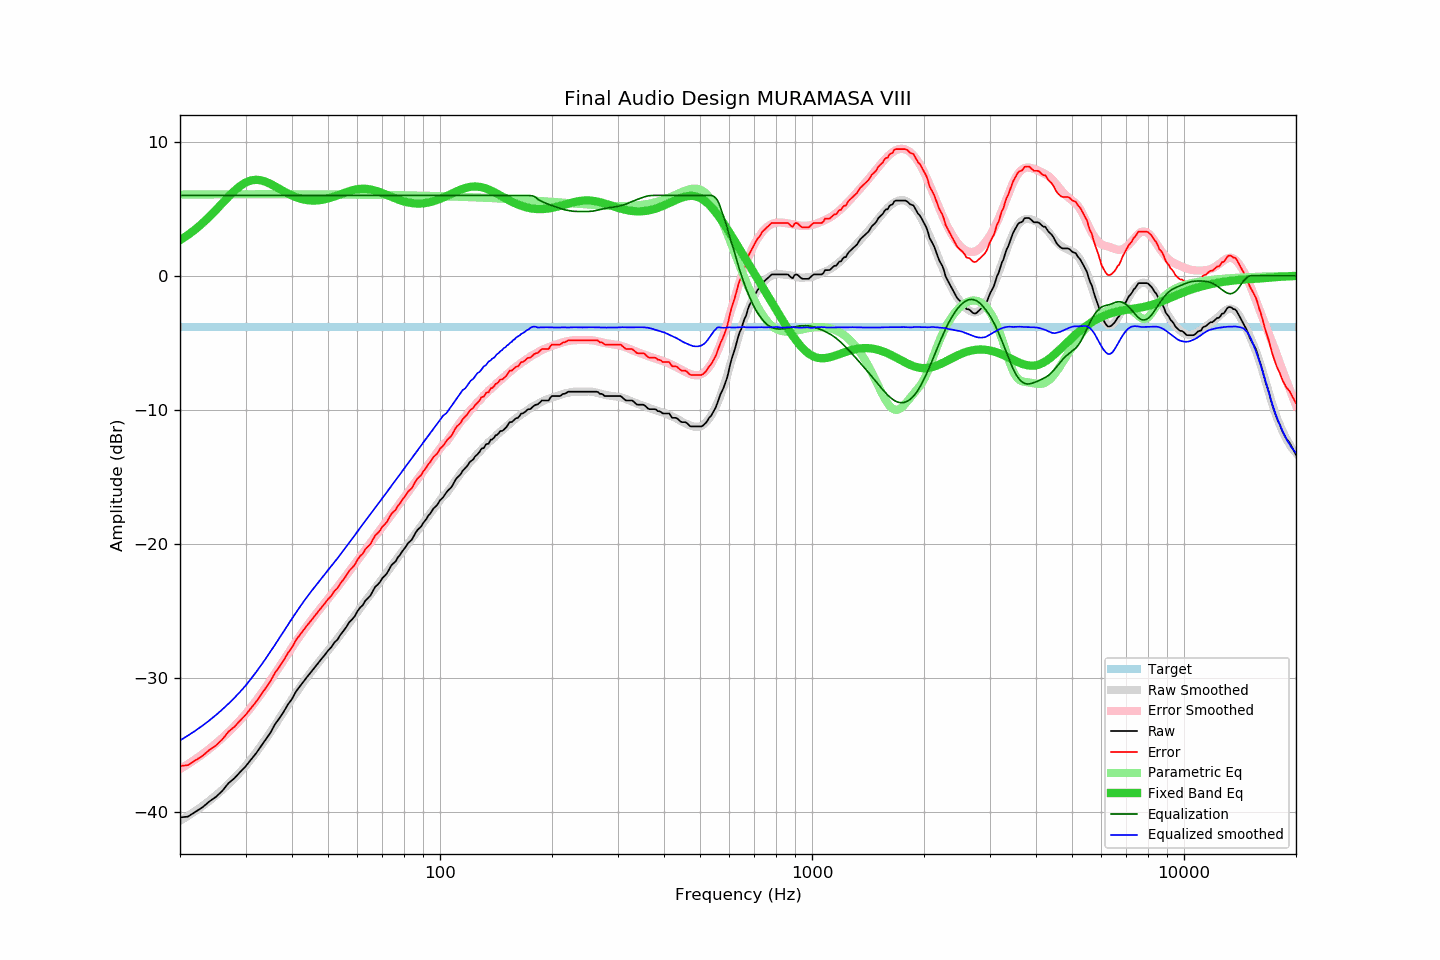 Final Audio Design MURAMASA VIII
10
0
−10
−20
−30
−40
Amplitude (dBr)
100
1000
10000
Frequency (Hz)
Target
Raw Smoothed
Error Smoothed
Raw
Error
Parametric Eq
Fixed Band Eq
Equalization
Equalized smoothed